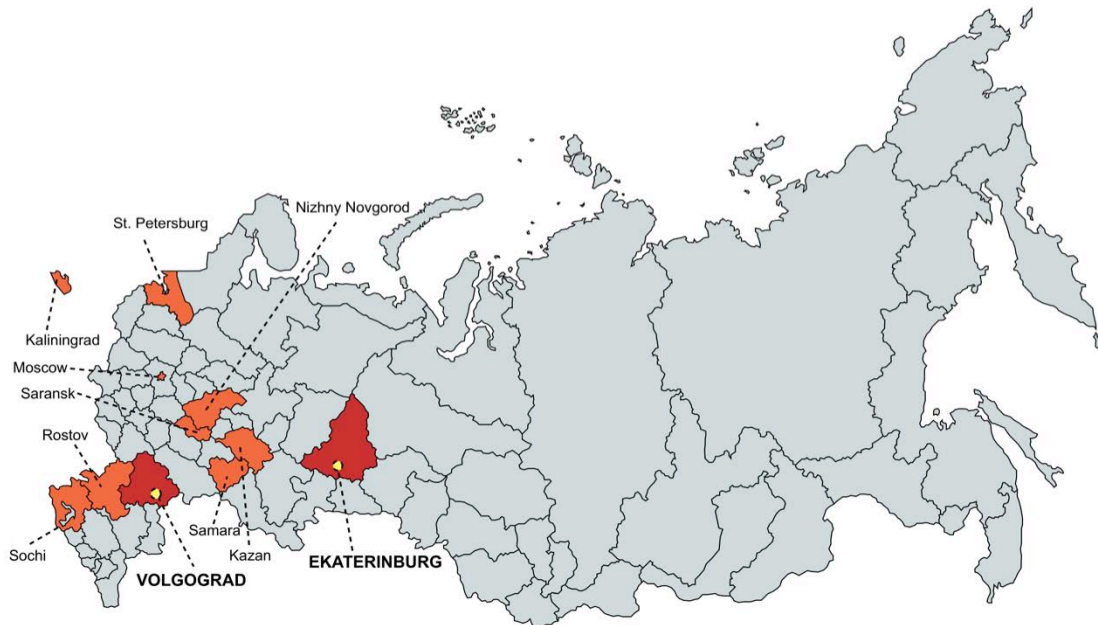 Nizhny Novgorod
St. Petersburg
Kaliningrad
Moscow
Saransk
Rostov
Samara
Sochi
Kazan
EKATERINBURG
VOLGOGRAD